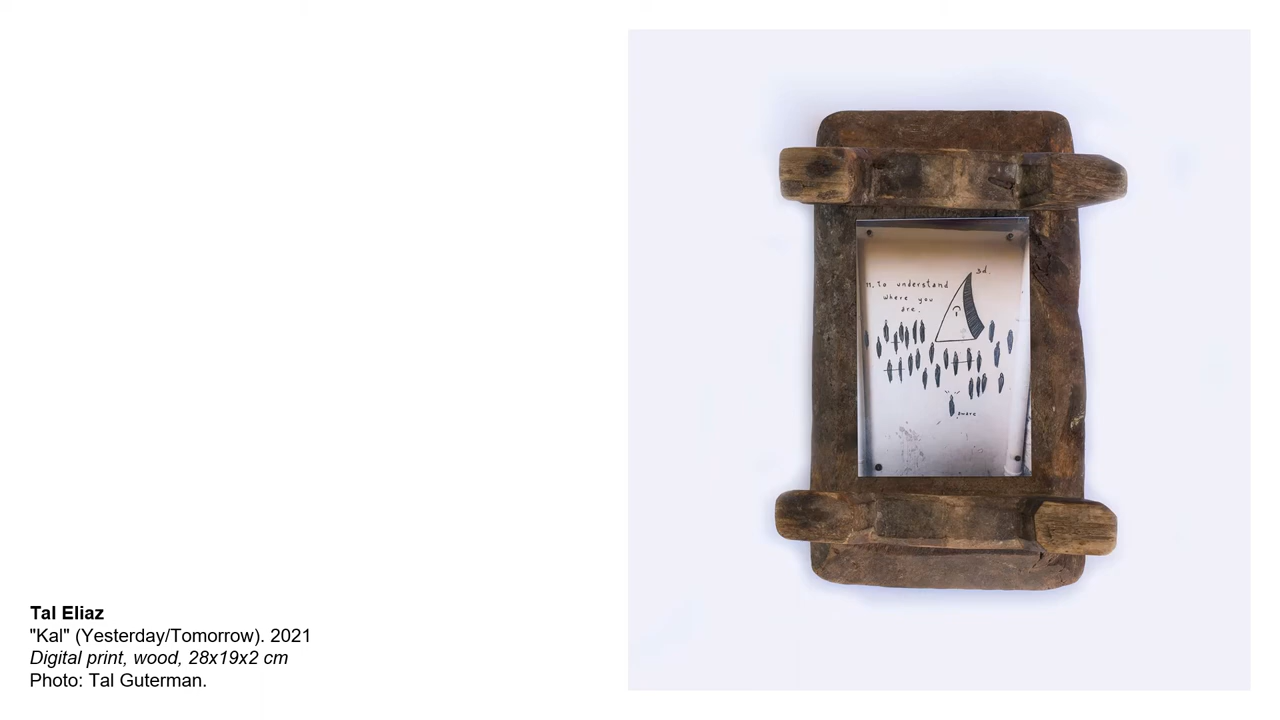 Tal Eliaz
"Kal" (Yesterday/Tomorrow). 2021
Digital print, wood, 28x19x2 cm
Photo: Tal Guterman.
to understand
where you
are.
aware